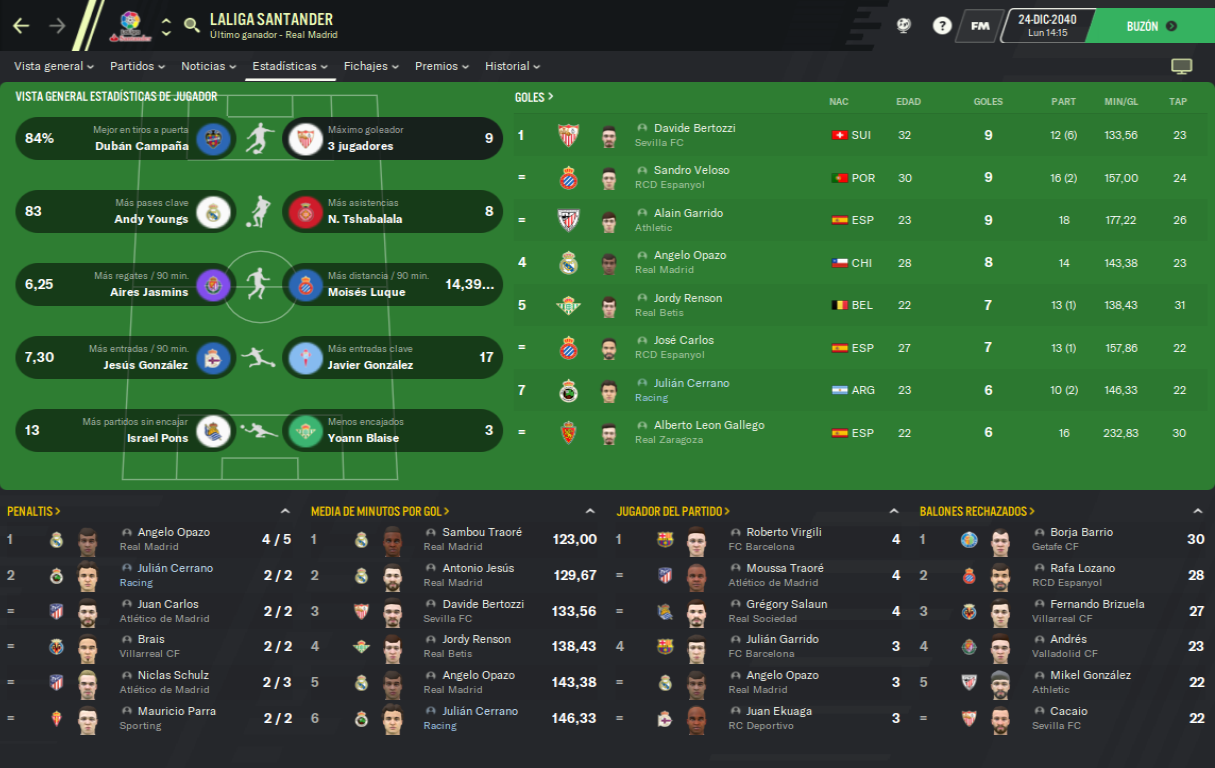 LALIGA SANTANDER
Último ganador - Real Madrid
?
FM
24-DIC-2040
Lun 14:15
BUZÓN
Vista general Partidos Noticias Estadísticas Fichajes Premios Historial
VISTA GENERAL ESTADÍSTICAS DE JUGADOR
84% Mejor en tiros a puerta
Dubán Campaña
Máximo goleador 9
3 jugadores
83 Más pases clave
Andy Youngs
Más asistencias 8
N. Tshabalala
6,25 Más regates / 90 min.
Aires Jasmins
Más distancia / 90 min. 14,39...
Moisés Luque
7,30 Más entradas / 90 min.
Jesús González
Más entradas clave 17
Javier González
13 Más partidos sin encajar
Israel Pons
Menos encajados 3
Yoann Blaise
GOLES > NAC EDAD GOLES PART MIN/GL TAP
1 Davide Bertozzi SUI 32 9 12 (6) 133,56 23
Sevilla FC
= Sandro Veloso POR 30 9 16 (2) 157,00 24
RCD Espanyol
= Alain Garrido ESP 23 9 18 177,22 26
Athletic
4 Angelo Opazo CHI 28 8 14 143,38 23
Real Madrid
5 Jordy Renson BEL 22 7 13 (1) 138,43 31
Real Betis
= José Carlos ESP 27 7 13 (1) 157,86 22
RCD Espanyol
7 Julián Cerrano ARG 23 6 10 (2) 146,33 22
Racing
= Alberto Leon Gallego ESP 22 6 16 232,83 30
Real Zaragoza
PENALTIS >
1 Angelo Opazo 4 / 5
Real Madrid
2 Julián Cerrano 2 / 2
Racing
= Juan Carlos 2 / 2
Atlético de Madrid
= Brais 2 / 2
Villarreal CF
= Niclas Schulz 2 / 3
Atlético de Madrid
= Mauricio Parra 2 / 2
Sporting
MEDIA DE MINUTOS POR GOL >
1 Sambou Traoré 123,00
Real Madrid
2 Antonio Jesús 129,67
Real Madrid
3 Davide Bertozzi 133,56
Sevilla FC
4 Jordy Renson 138,43
Real Betis
5 Angelo Opazo 143,38
Real Madrid
6 Julián Cerrano 146,33
Racing
JUGADOR DEL PARTIDO >
1 Roberto Virgili 4
FC Barcelona
= Moussa Traoré 4
Atlético de Madrid
= Grégory Salaun 4
Real Sociedad
4 Julián Garrido 3
FC Barcelona
= Angelo Opazo 3
Real Madrid
= Juan Ekuaga 3
RC Deportivo
BALONES RECHAZADOS >
1 Borja Barrio 30
Getafe CF
2 Rafa Lozano 28
RCD Espanyol
3 Fernando Brizuela 27
Villarreal CF
4 Andrés 23
Valladolid CF
5 Mikel González 22
Athletic
= Cacaio 22
Sevilla FC